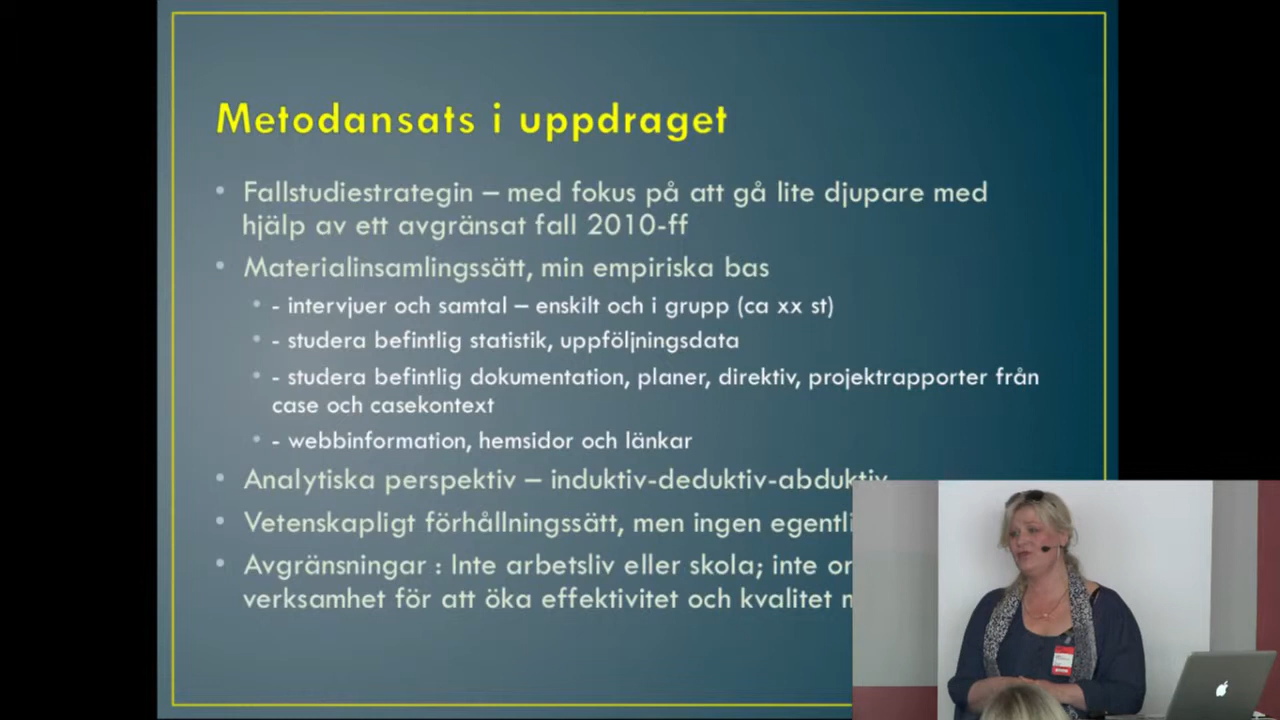 Metodansats i uppdraget
• Fallstudiestrategin – med fokus på att gå lite djupare med
hjälp av ett avgränsat fall 2010-ff
• Materialinsamlingssätt, min empiriska bas
• - intervjuer och samtal – enskilt och i grupp (ca xx st)
• - studera befintlig statistik, uppföljningsdata
• - studera befintlig dokumentation, planer, direktiv, projektrapporter från
case och casekontext
• - webbinformation, hemsidor och länkar
• Analytiska perspektiv – induktiv-deduktiv-abduktiv
• Vetenskapligt förhållningssätt, men ingen
• Avgränsningar : Inte arbetsliv eller skola; inte
verksamhet för att öka effektivitet och kvalitet